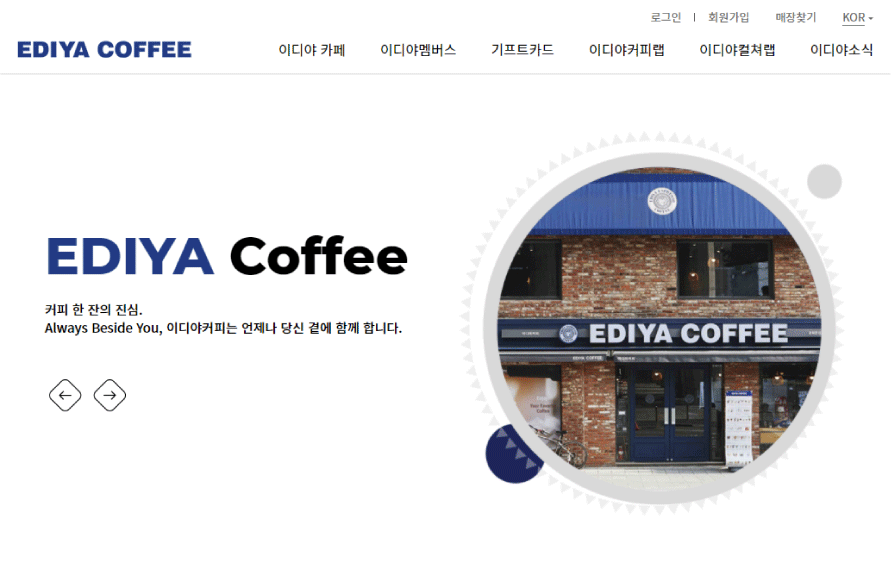 로그인 | 회원가입 매장찾기 KOR
EDIYA COFFEE 이디야 카페 이디야멤버스 기프트카드 이디야커피랩 이디야컬쳐랩 이디야소식
EDIYA Coffee
커피 한 잔의 진심.
Always Beside You, 이디야커피는 언제나 당신 곁에 함께 합니다.
EDIYA COFFEE
EDIYA COFFEE